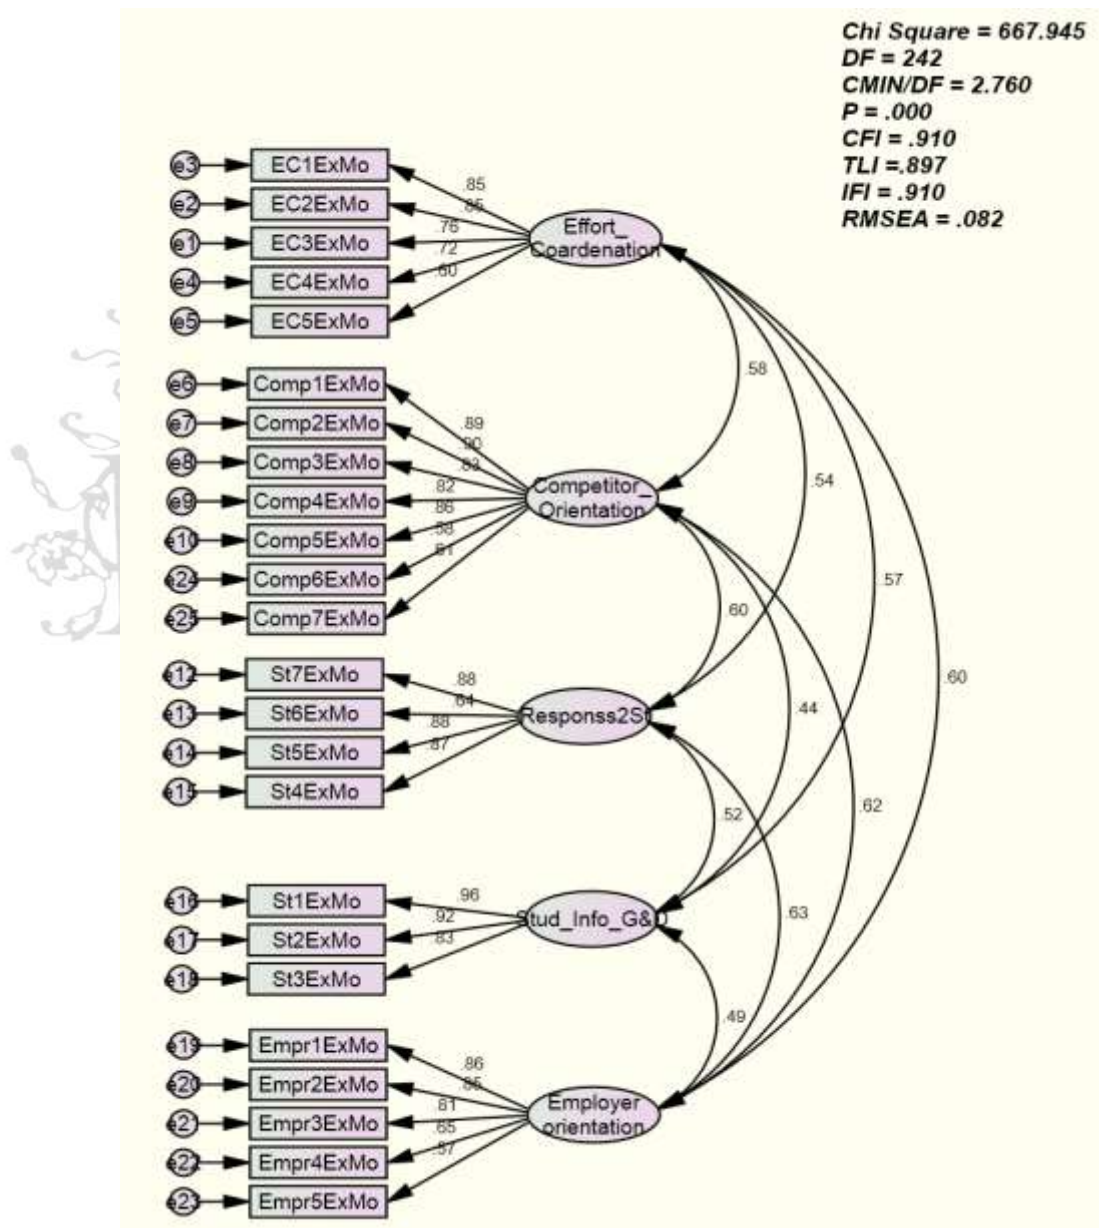 Chi Square = 667.945
DF = 242
CMIN/DF = 2.760
P = .000
CFI = .910
TLI =.897
IFI = .910
RMSEA = .082
e3
EC1ExMo
.85
e2
EC2ExMo
.85
e1
EC3ExMo
.76
e4
EC4ExMo
.72
e5
EC5ExMo
.60
Effort_
Coardenation
e6
Comp1ExMo
.89
e7
Comp2ExMo
.90
e8
Comp3ExMo
.83
e9
Comp4ExMo
.82
e10
Comp5ExMo
.86
e24
Comp6ExMo
.58
e25
Comp7ExMo
Competitor_
Orientation
e12
St7ExMo
.88
e13
St6ExMo
.64
e14
St5ExMo
.88
e15
St4ExMo
.87
Responss2S
e16
St1ExMo
.96
e17
St2ExMo
.92
e18
St3ExMo
.83
Stud_Info_G&D
e19
Empr1ExMo
.86
e20
Empr2ExMo
.85
e21
Empr3ExMo
.81
e22
Empr4ExMo
.65
e23
Empr5ExMo
.57
Employer
orientation
.58
.54
.57
.60
.60
.44
.62
.52
.63
.49